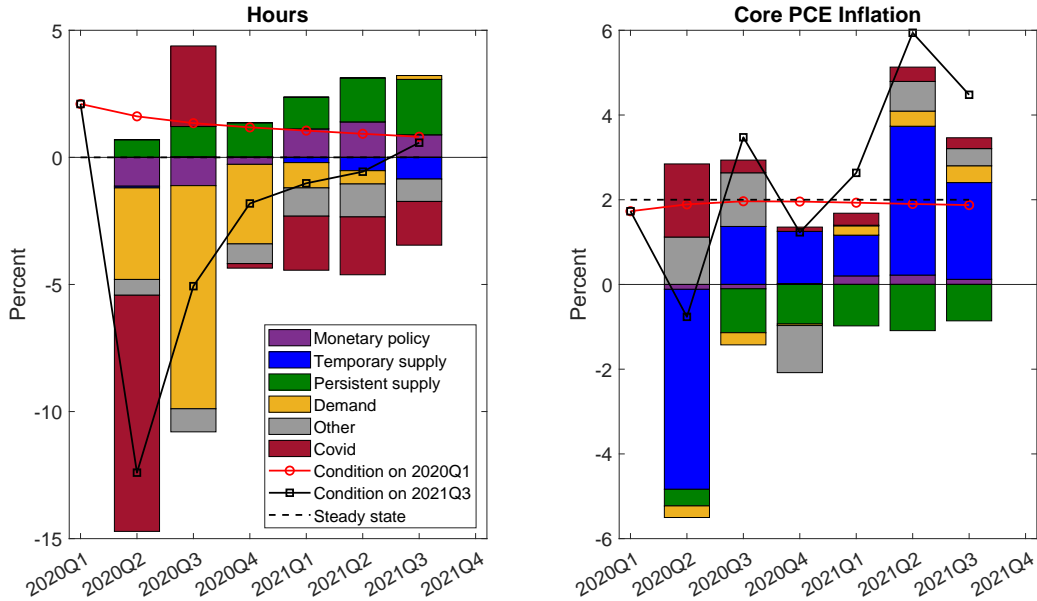 Hours
Percent
5
0
-5
-10
-15
Monetary policy
Temporary supply
Persistent supply
Demand
Other
Covid
Condition on 2020Q1
Condition on 2021Q3
Steady state
2020Q1
2020Q2
2020Q3
2020Q4
2021Q1
2021Q2
2021Q3
2021Q4
Core PCE Inflation
Percent
6
4
2
0
-2
-4
-6
2020Q1
2020Q2
2020Q3
2020Q4
2021Q1
2021Q2
2021Q3
2021Q4